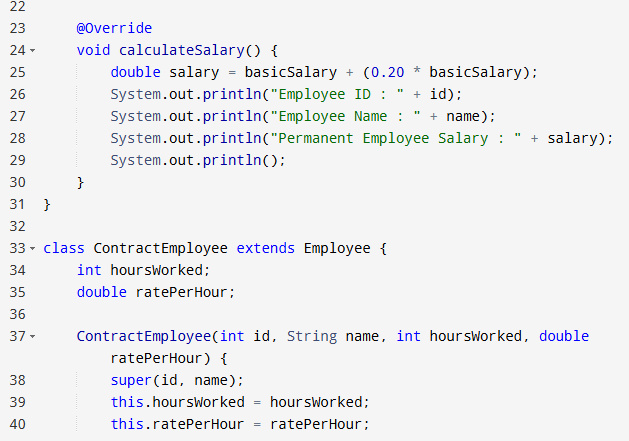 22
23 @Override
24 void calculateSalary() {
25 double salary = basicSalary + (0.20 * basicSalary);
26 System.out.println("Employee ID : " + id);
27 System.out.println("Employee Name : " + name);
28 System.out.println("Permanent Employee Salary : " + salary);
29 System.out.println();
30 }
31 }
32
33 class ContractEmployee extends Employee {
34 int hoursWorked;
35 double ratePerHour;
36
37 ContractEmployee(int id, String name, int hoursWorked, double
ratePerHour) {
38 super(id, name);
39 this.hoursWorked = hoursWorked;
40 this.ratePerHour = ratePerHour;